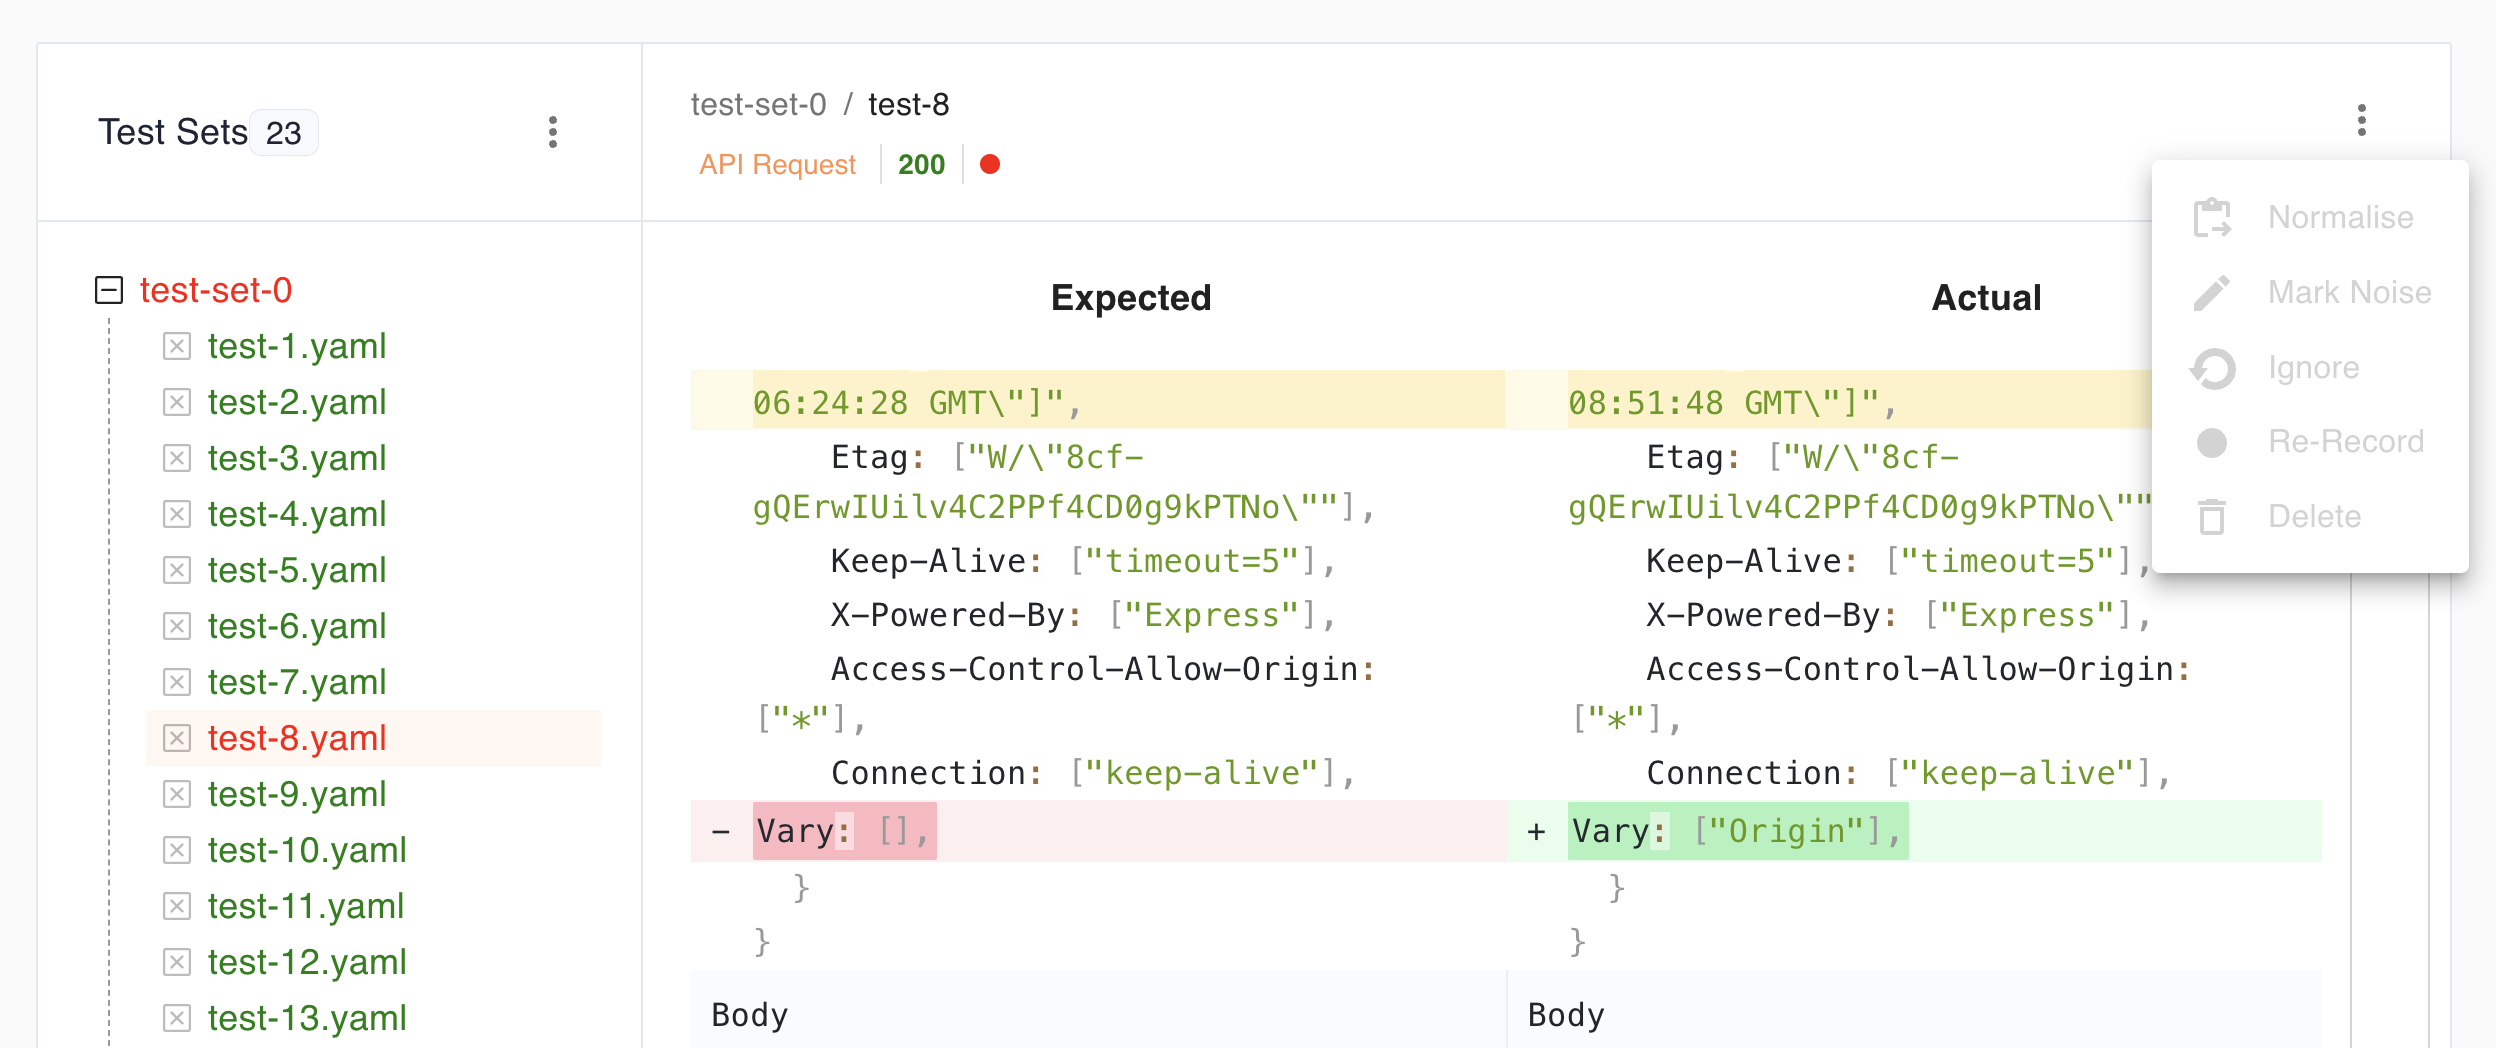 Test Sets 23
test-set-0 / test-8
API Request 200
Normalise
Mark Noise
Ignore
Re-Record
Delete
test-set-0
test-1.yaml
test-2.yaml
test-3.yaml
test-4.yaml
test-5.yaml
test-6.yaml
test-7.yaml
test-8.yaml
test-9.yaml
test-10.yaml
test-11.yaml
test-12.yaml
test-13.yaml
Expected
06:24:28 GMT\"]",
Etag: ["W/\"8cf-
gQErwIUilv4C2PPf4CD0g9kPTNo\""],
Keep-Alive: ["timeout=5"],
X-Powered-By: ["Express"],
Access-Control-Allow-Origin:
["*"],
Connection: ["keep-alive"],
- Vary: [],
}
}
Body
Actual
08:51:48 GMT\"]",
Etag: ["W/\"8cf-
gQErwIUilv4C2PPf4CD0g9kPTNo\""
Keep-Alive: ["timeout=5"],
X-Powered-By: ["Express"],
Access-Control-Allow-Origin:
["*"],
Connection: ["keep-alive"],
+ Vary: ["Origin"],
}
}
Body